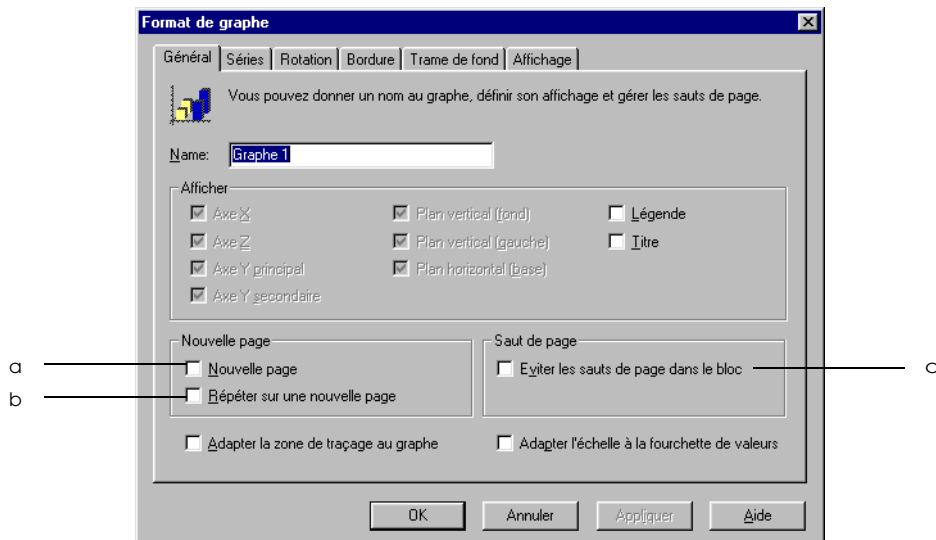 Format de graphe
Général Séries Rotation Bordure Trame de fond Affichage
Vous pouvez donner un nom au graphe, définir son affichage et gérer les sauts de page.
Name: Graphe 1
Afficher
Axe X Plan vertical (fond) Légende
Axe Z Plan vertical (gauche) Titre
Axe Y principal Plan horizontal (base)
Axe Y secondaire
Nouvelle page Saut de page
a Nouvelle page Eviter les sauts de page dans le bloc
b Répéter sur une nouvelle page
Adapter la zone de traçage au graphe Adapter l'échelle à la fourchette de valeurs
OK Annuler Appliquer Aide